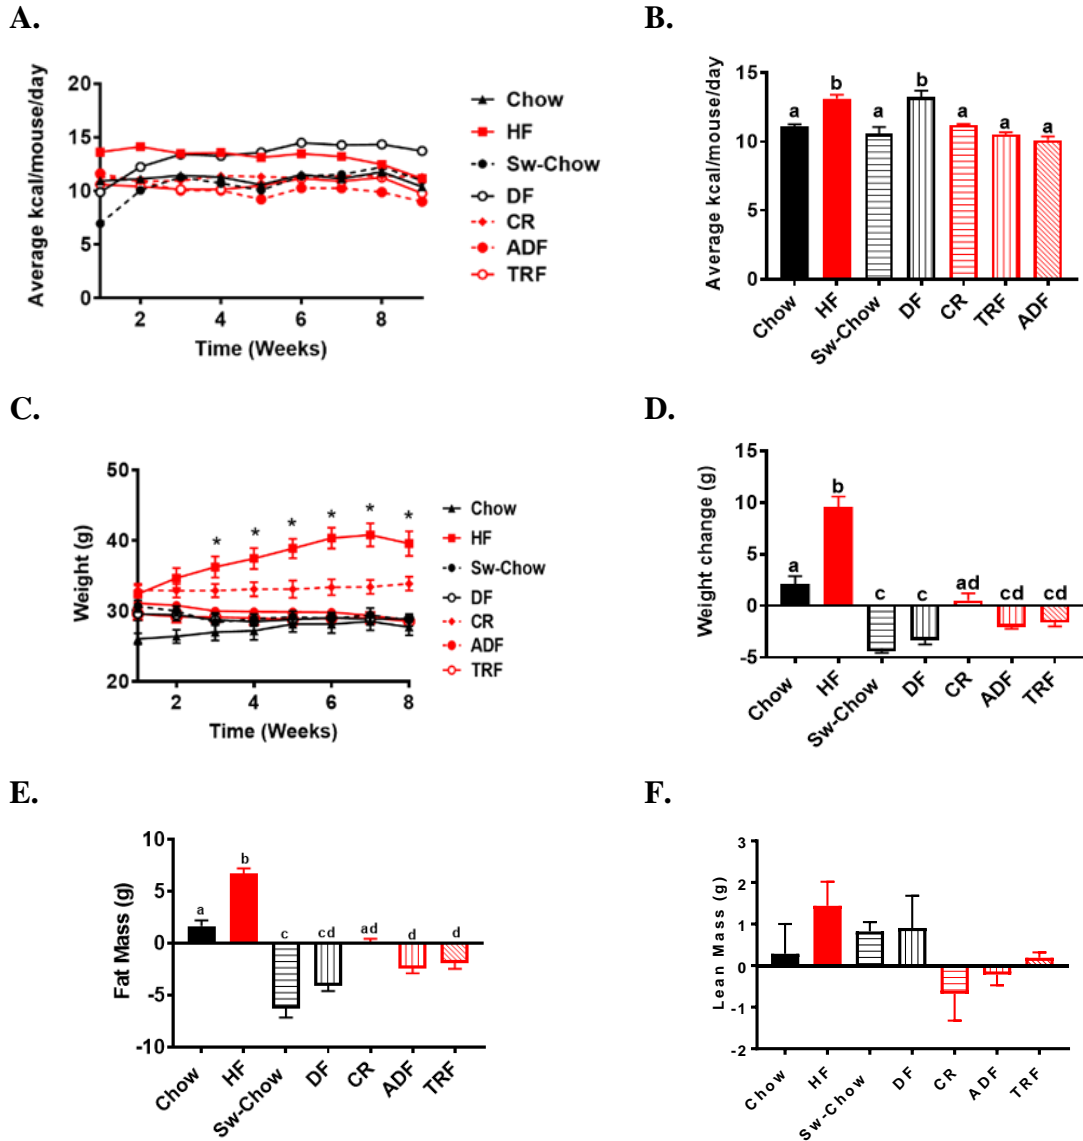 A.
Average kcal/mouse/day
20
15
10
5
0
2
4
6
8
Time (Weeks)
Chow
HF
Sw-Chow
DF
CR
ADF
TRF
B.
Average kcal/mouse/day
15
10
5
0
a
b
a
b
a
a
a
Chow
HF
Sw-Chow
DF
CR
TRF
ADF
C.
Weight (g)
50
40
30
20
* * * * * *
2
4
6
8
Time (Weeks)
Chow
HF
Sw-Chow
DF
CR
ADF
TRF
D.
Weight change (g)
15
10
5
0
-5
a
b
c
c
ad
cd
cd
Chow
HF
Sw-Chow
DF
CR
ADF
TRF
E.
Fat Mass (g)
10
5
0
-5
-10
a
b
c
cd
ad
d
d
Chow
HF
Sw-Chow
DF
CR
ADF
TRF
F.
Lean Mass (g)
3
2
1
0
-1
-2
Chow
HF
Sw-Chow
DF
CR
ADF
TRF